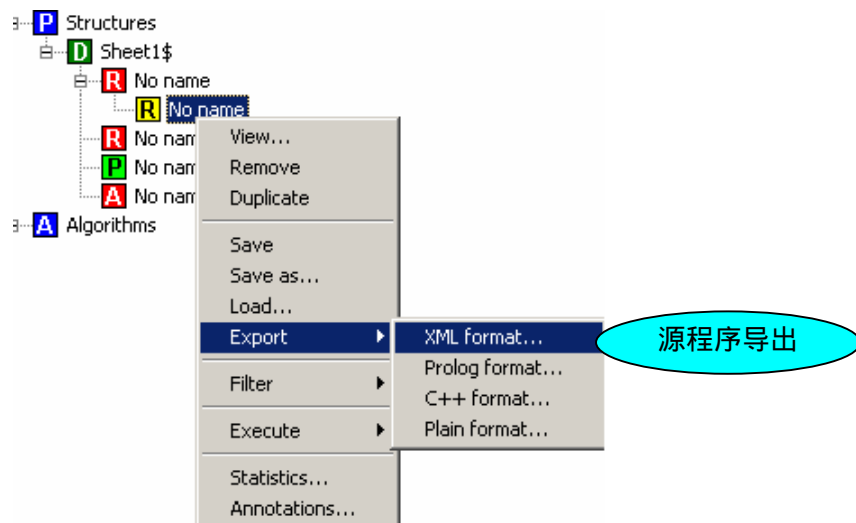 P Structures
D Sheet1$
R No name
R No name
R No nam
P No nam
A No nam
A Algorithms
View...
Remove
Duplicate
Save
Save as...
Load...
Export
Filter
Execute
Statistics...
Annotations...
XML format...
Prolog format...
C++ format...
Plain format...
源程序导出